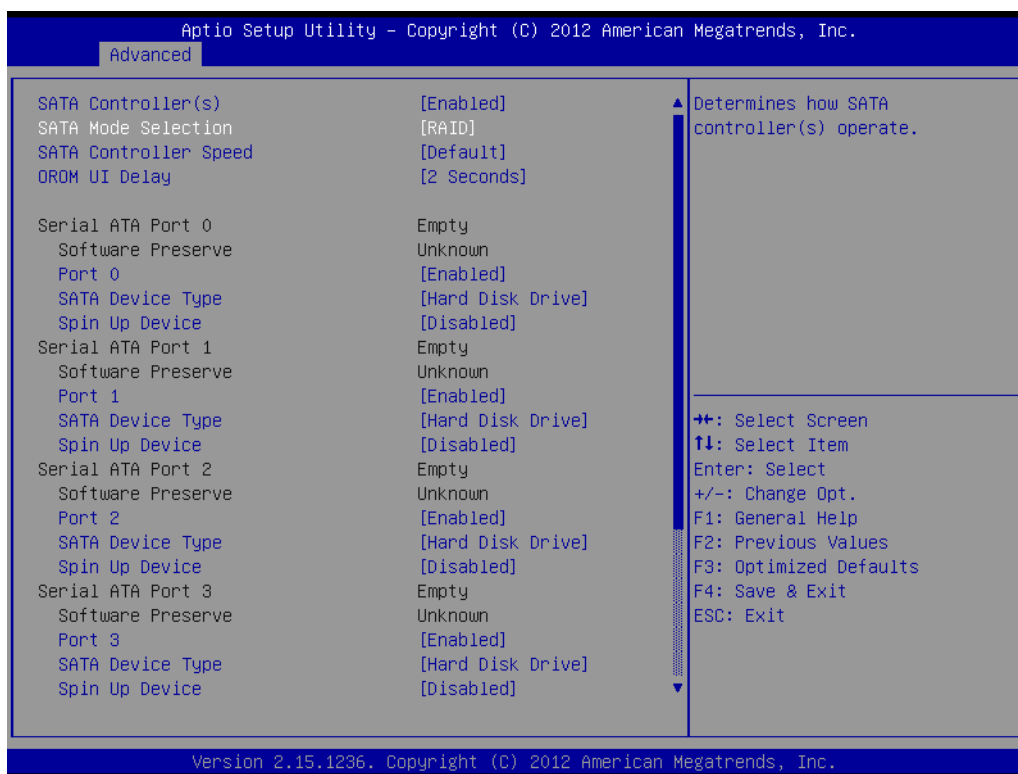 Aptio Setup Utility – Copyright (C) 2012 American Megatrends, Inc.
Advanced
SATA Controller(s) [Enabled]
SATA Mode Selection [RAID]
SATA Controller Speed [Default]
OROM UI Delay [2 Seconds]
Serial ATA Port 0 Empty
Software Preserve Unknown
Port 0 [Enabled]
SATA Device Type [Hard Disk Drive]
Spin Up Device [Disabled]
Serial ATA Port 1 Empty
Software Preserve Unknown
Port 1 [Enabled]
SATA Device Type [Hard Disk Drive]
Spin Up Device [Disabled]
Serial ATA Port 2 Empty
Software Preserve Unknown
Port 2 [Enabled]
SATA Device Type [Hard Disk Drive]
Spin Up Device [Disabled]
Serial ATA Port 3 Empty
Software Preserve Unknown
Port 3 [Enabled]
SATA Device Type [Hard Disk Drive]
Spin Up Device [Disabled]
Determines how SATA
controller(s) operate.
→←: Select Screen
↑↓: Select Item
Enter: Select
+/-: Change Opt.
F1: General Help
F2: Previous Values
F3: Optimized Defaults
F4: Save & Exit
ESC: Exit
Version 2.15.1236. Copyright (C) 2012 American Megatrends, Inc.